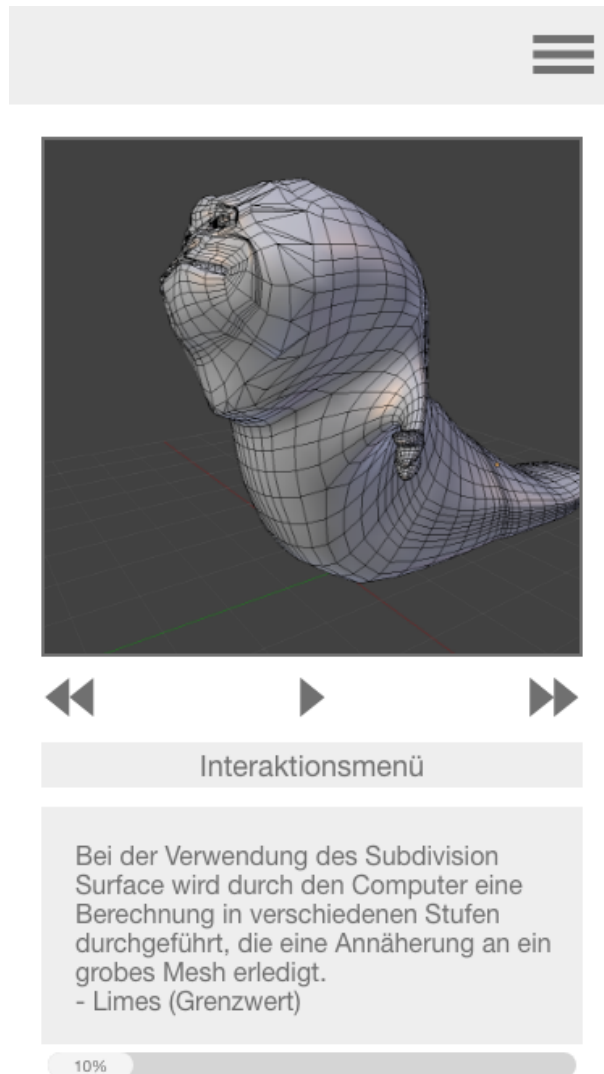 Interaktionsmenü
Bei der Verwendung des Subdivision
Surface wird durch den Computer eine
Berechnung in verschiedenen Stufen
durchgeführt, die eine Annäherung an ein
grobes Mesh erledigt.
- Limes (Grenzwert)
10%